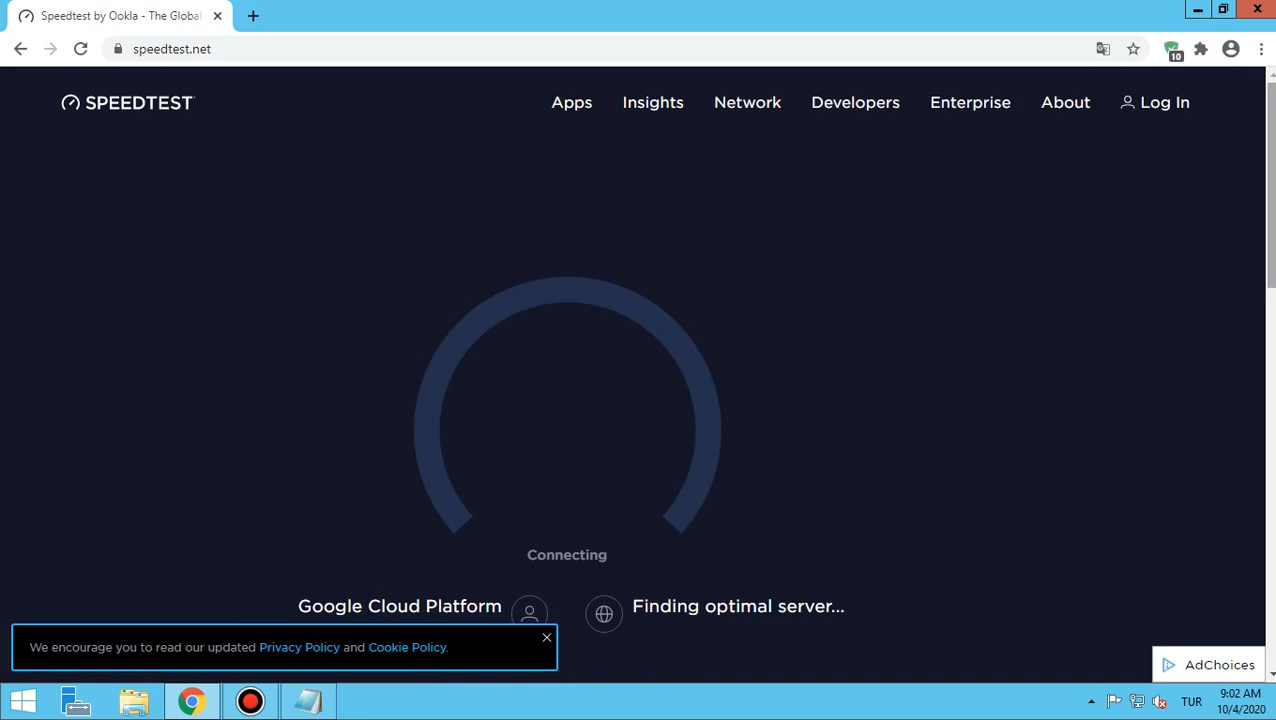 Speedtest by Ookla - The Global
speedtest.net
10
SPEEDTEST
Apps Insights Network Developers Enterprise About Log In
Connecting
Google Cloud Platform
Finding optimal server...
We encourage you to read our updated Privacy Policy and Cookie Policy.
AdChoices
TUR
9:02 AM
10/4/2020